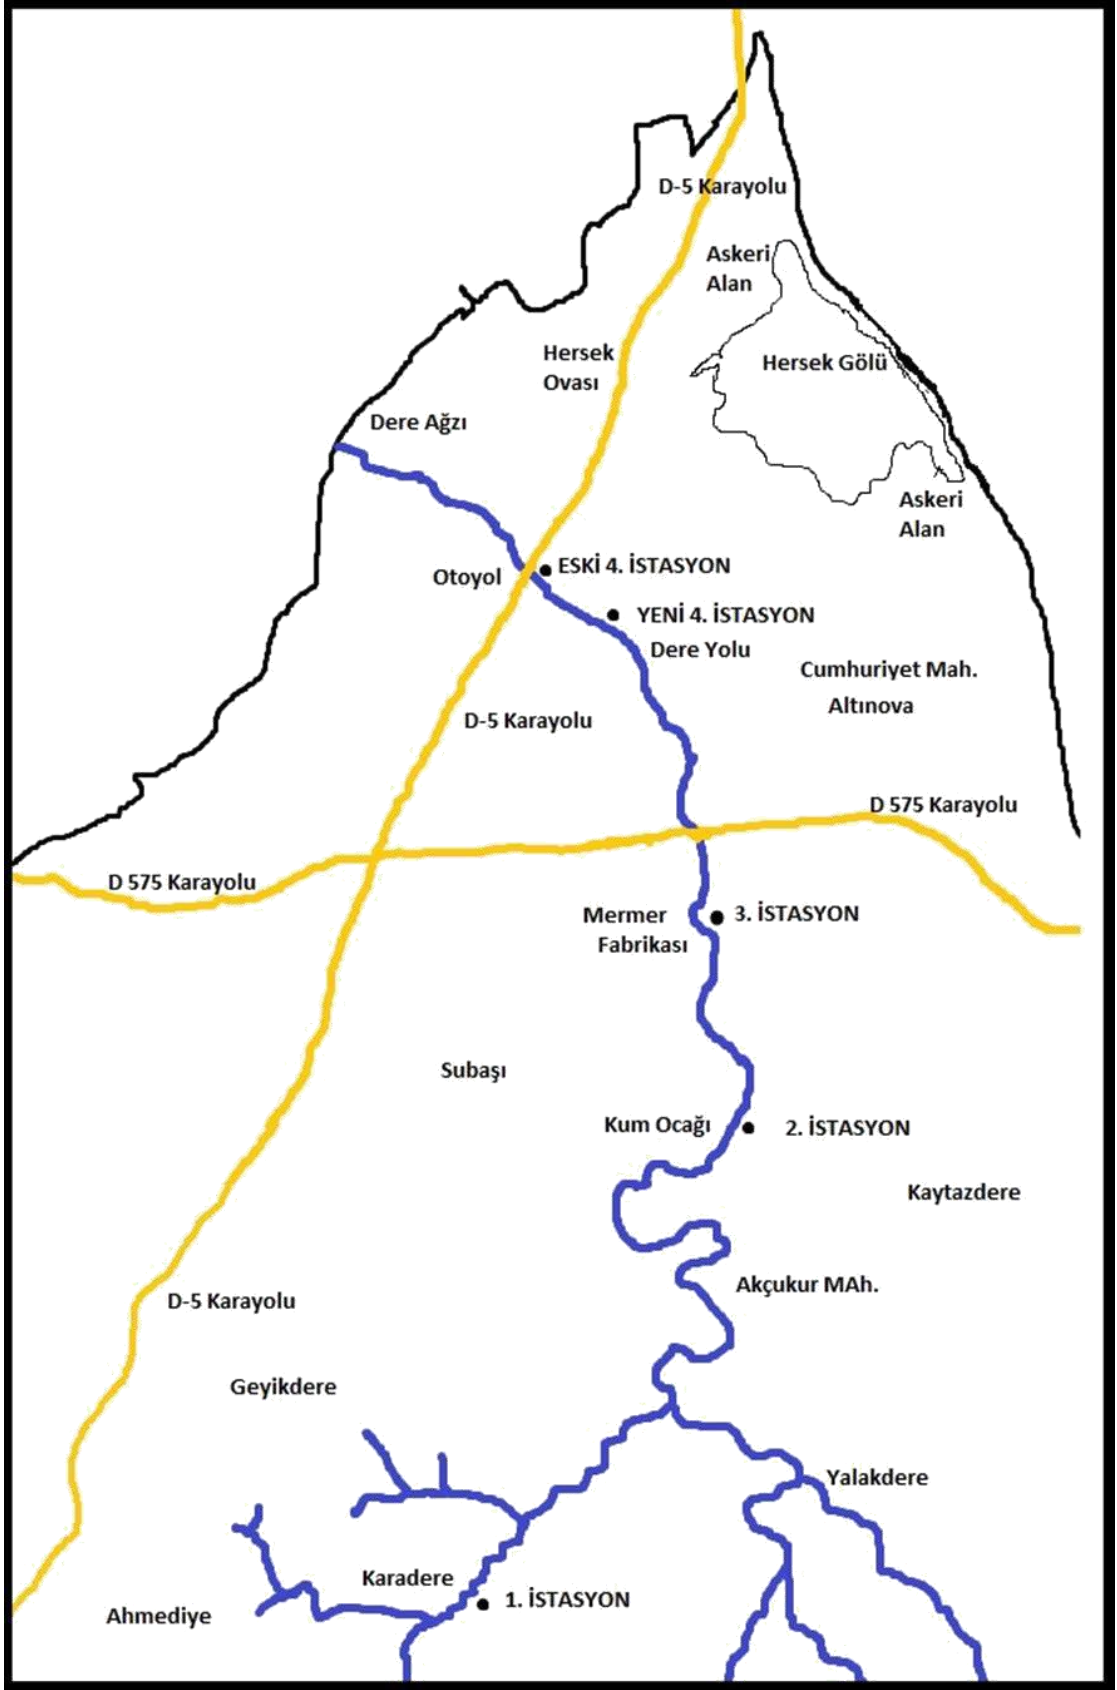 D-5 Karayolu
Askeri
Alan
Hersek
Ovası
Hersek Gölü
Dere Ağzı
Askeri
Alan
Otoyol
ESKİ 4. İSTASYON
YENİ 4. İSTASYON
Dere Yolu
Cumhuriyet Mah.
Altınova
D-5 Karayolu
D 575 Karayolu
D 575 Karayolu
Mermer
Fabrikası
3. İSTASYON
Subaşı
Kum Ocağı
2. İSTASYON
Kaytazdere
Akçukur MAh.
D-5 Karayolu
Geyikdere
Yalakdere
Karadere
1. İSTASYON
Ahmediye